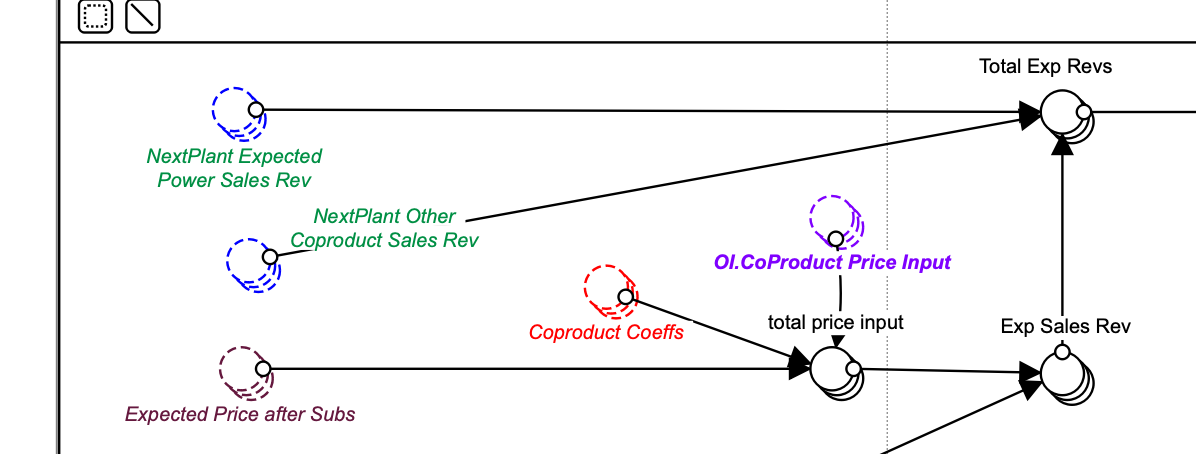 Total Exp Revs
NextPlant Expected
Power Sales Rev
NextPlant Other
Coproduct Sales Rev
OI.CoProduct Price Input
Coproduct Coeffs
total price input
Exp Sales Rev
Expected Price after Subs